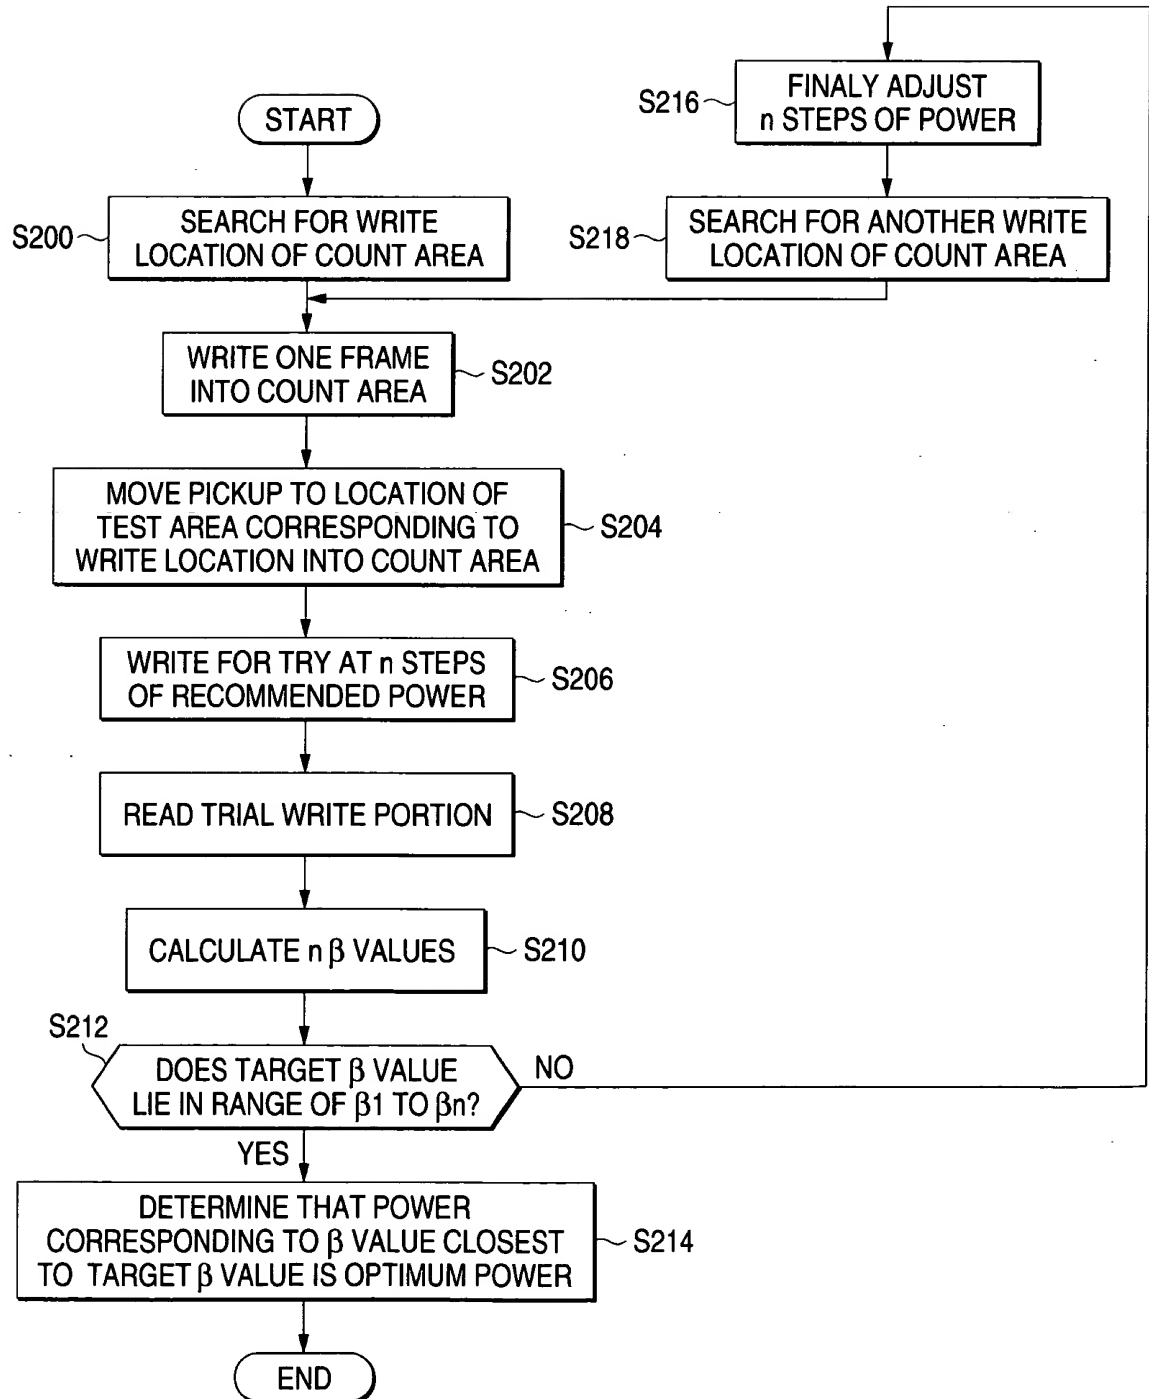 START
S200
SEARCH FOR WRITE
LOCATION OF COUNT AREA
S216
FINALY ADJUST
n STEPS OF POWER
S218
SEARCH FOR ANOTHER WRITE
LOCATION OF COUNT AREA
WRITE ONE FRAME
INTO COUNT AREA
S202
MOVE PICKUP TO LOCATION OF
TEST AREA CORRESPONDING TO
WRITE LOCATION INTO COUNT AREA
S204
WRITE FOR TRY AT n STEPS
OF RECOMMENDED POWER
S206
READ TRIAL WRITE PORTION
S208
CALCULATE n β VALUES
S210
S212
DOES TARGET β VALUE
LIE IN RANGE OF β1 TO βn?
NO
YES
DETERMINE THAT POWER
CORRESPONDING TO β VALUE CLOSEST
TO TARGET β VALUE IS OPTIMUM POWER
S214
END